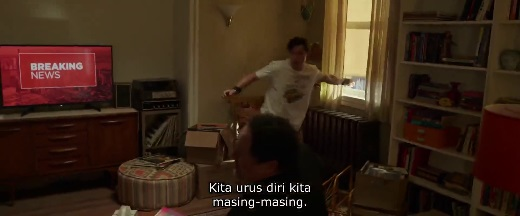 BREAKING
NEWS
Kita urus diri kita
masing-masing.